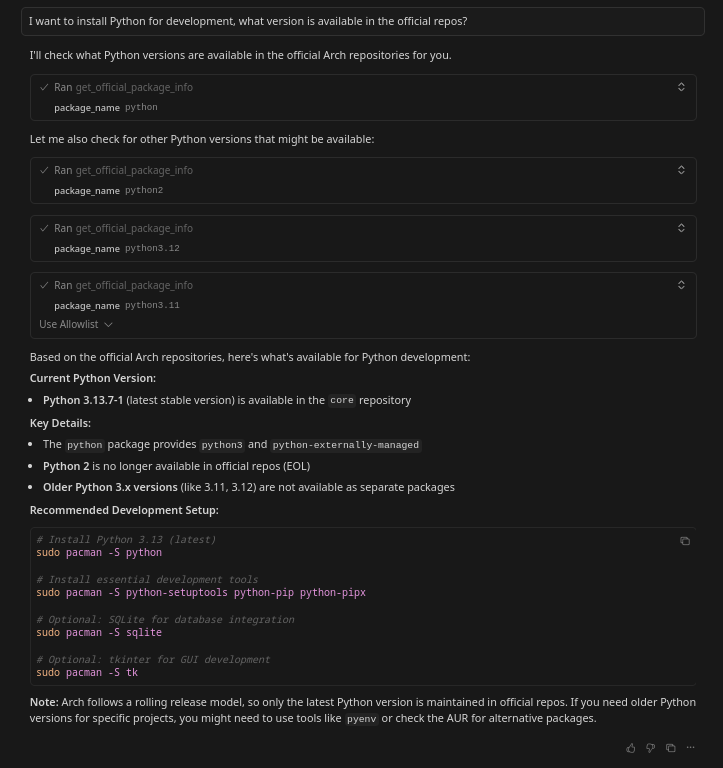 I want to install Python for development, what version is available in the official repos?
I'll check what Python versions are available in the official Arch repositories for you.
Ran get_official_package_info
package_name python
Let me also check for other Python versions that might be available:
Ran get_official_package_info
package_name python2
Ran get_official_package_info
package_name python3.12
Ran get_official_package_info
package_name python3.11
Use Allowlist
Based on the official Arch repositories, here's what's available for Python development:
Current Python Version:
Python 3.13.7-1 (latest stable version) is available in the core repository
Key Details:
The python package provides python3 and python-externally-managed
Python 2 is no longer available in official repos (EOL)
Older Python 3.x versions (like 3.11, 3.12) are not available as separate packages
Recommended Development Setup:
# Install Python 3.13 (latest)
sudo pacman -S python
# Install essential development tools
sudo pacman -S python-setuptools python-pip python-pipx
# Optional: SQLite for database integration
sudo pacman -S sqlite
# Optional: tkinter for GUI development
sudo pacman -S tk
Note: Arch follows a rolling release model, so only the latest Python version is maintained in official repos. If you need older Python
versions for specific projects, you might need to use tools like pyenv or check the AUR for alternative packages.